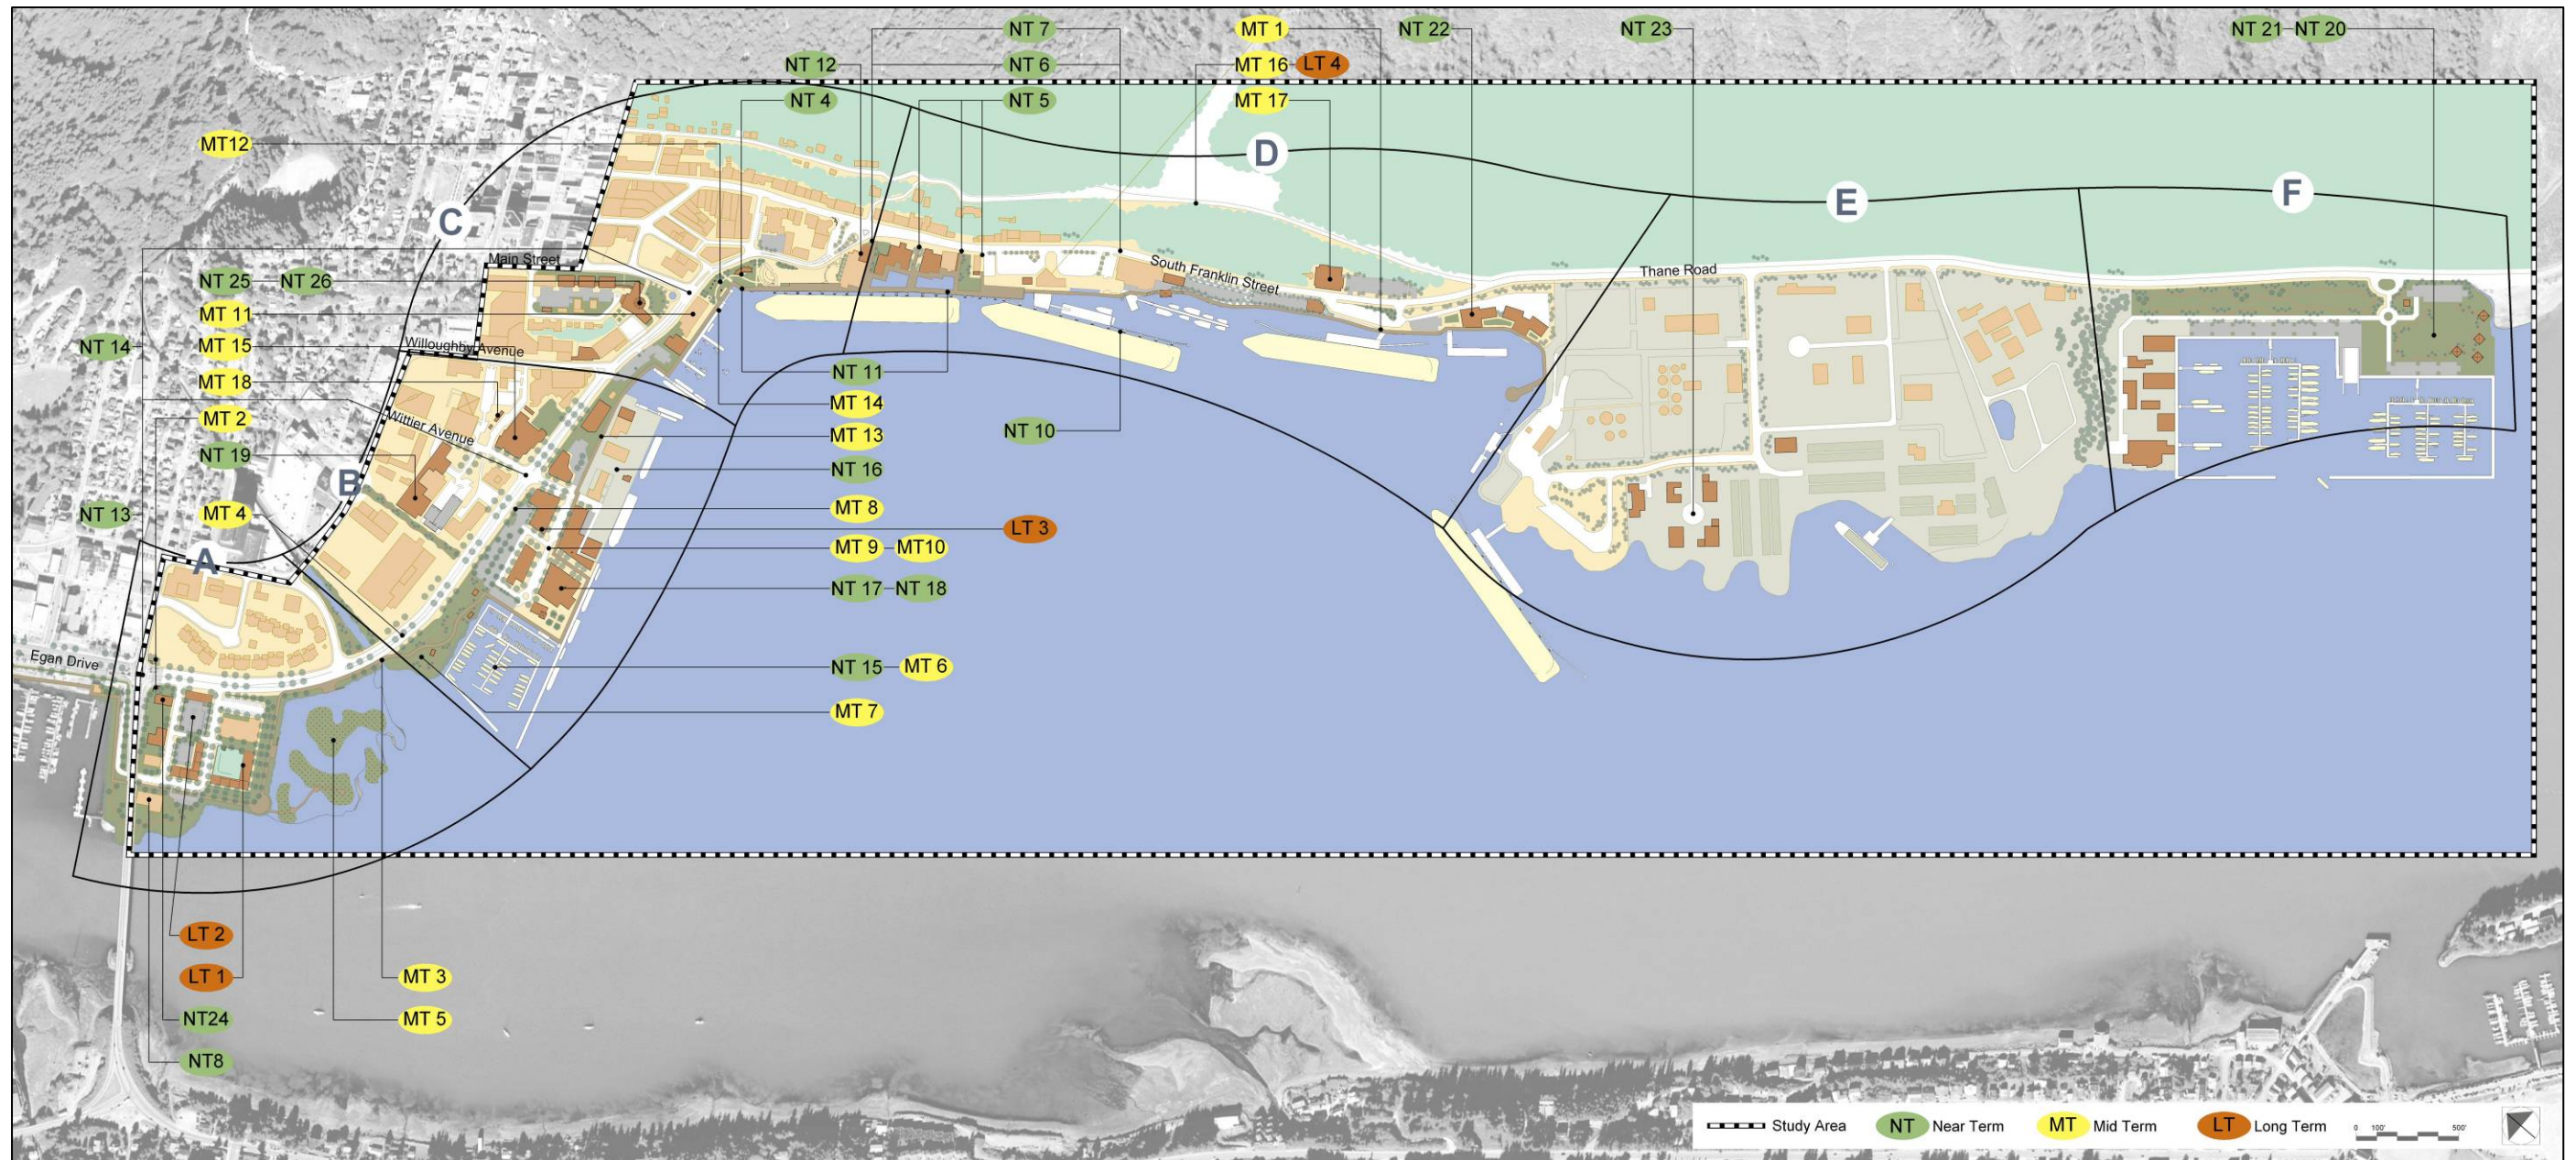 NT 7 MT 1 NT 22 NT 23 NT 21 NT 20
NT 12 NT 6 MT 16 LT 4
NT 4 NT 5 MT 17
MT12
D
E
F
C
Main Street
South Franklin Street
Thane Road
NT 25 NT 26
MT 11
NT 14 MT 15
Willoughby Avenue
NT 11
MT 18
MT 14
MT 2
Wittier Avenue
MT 13
NT 10
NT 19
NT 16
B
NT 13 MT 4
MT 8
LT 3
MT 9 MT10
A
NT 17 NT 18
Egan Drive
NT 15 MT 6
MT 7
LT 2
LT 1
MT 3
NT24
MT 5
NT8
Study Area NT Near Term MT Mid Term LT Long Term 0 100' 500'